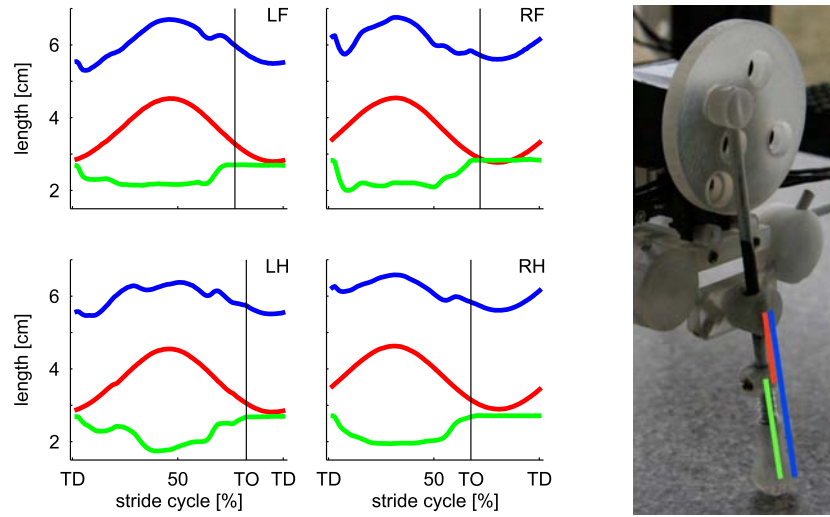 LF
RF
length [cm]
6
4
2
LH
RH
length [cm]
6
4
2
TD
50
TO
TD
TD
50
TO
TD
stride cycle [%]
stride cycle [%]